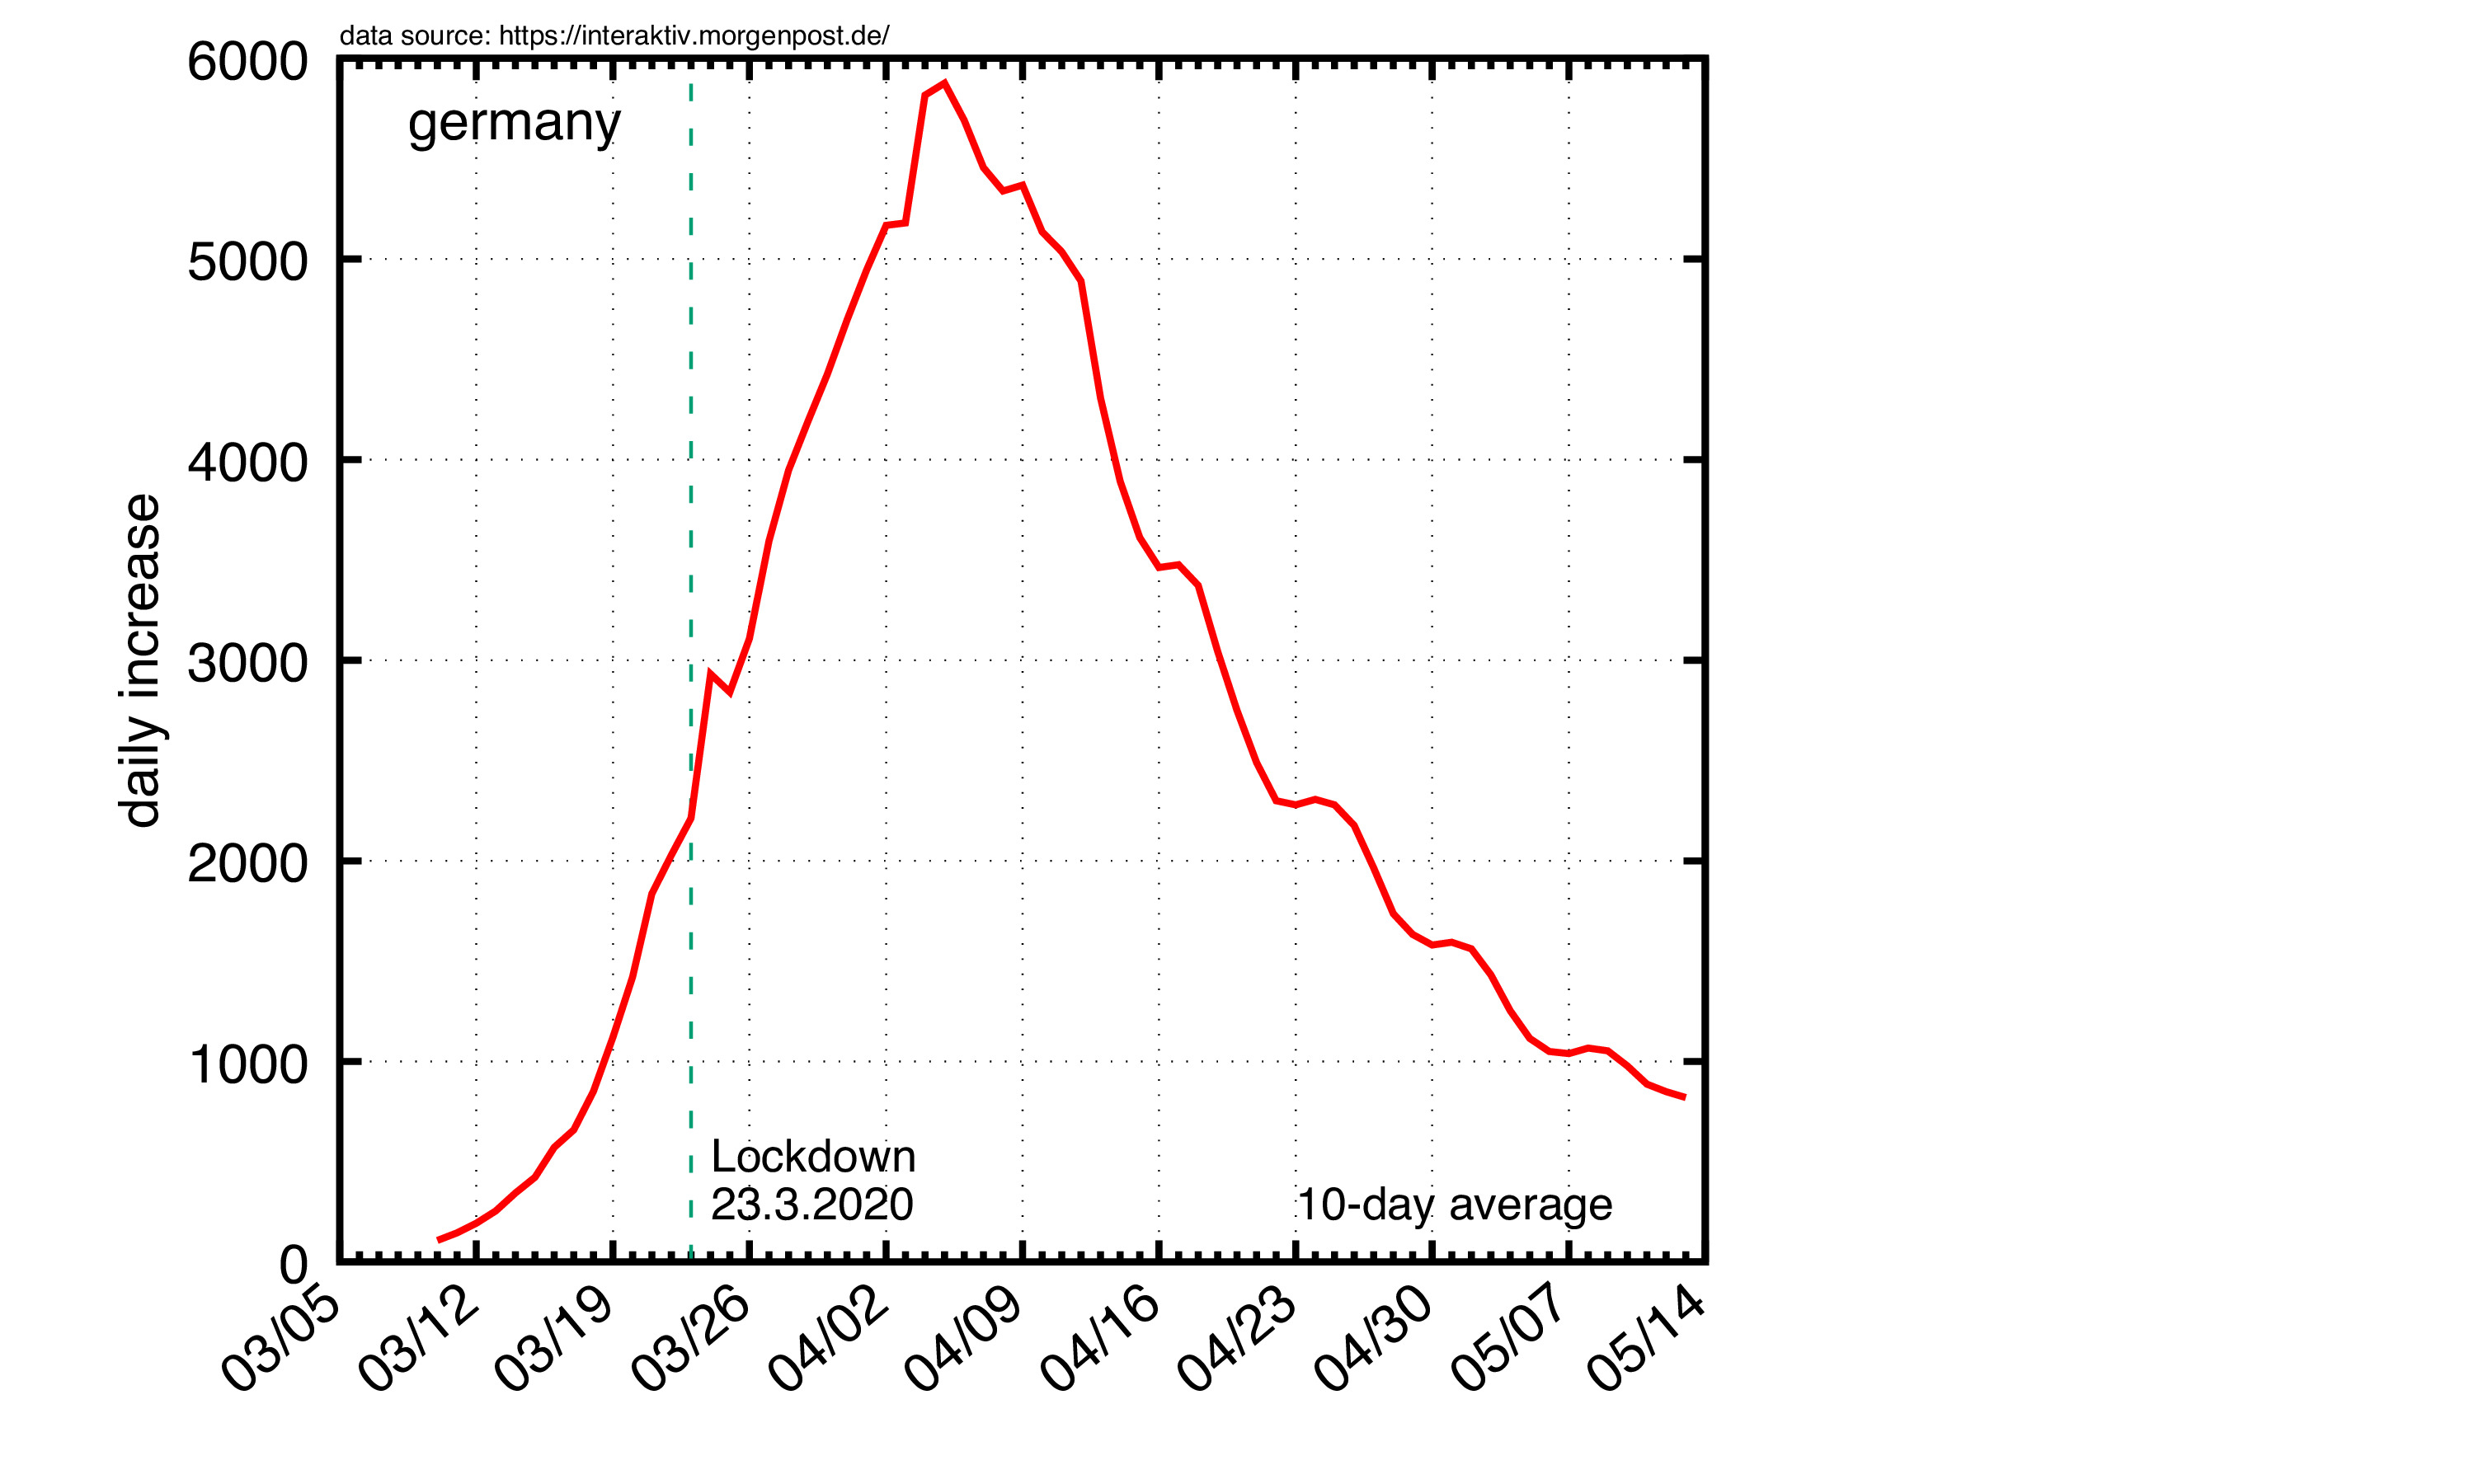 data source: https://interaktiv.morgenpost.de/
6000
germany
5000
4000
3000
2000
1000
0
daily increase
Lockdown
23.3.2020
10-day average
03/05 03/12 03/19 03/26 04/02 04/09 04/16 04/23 04/30 05/07 05/14